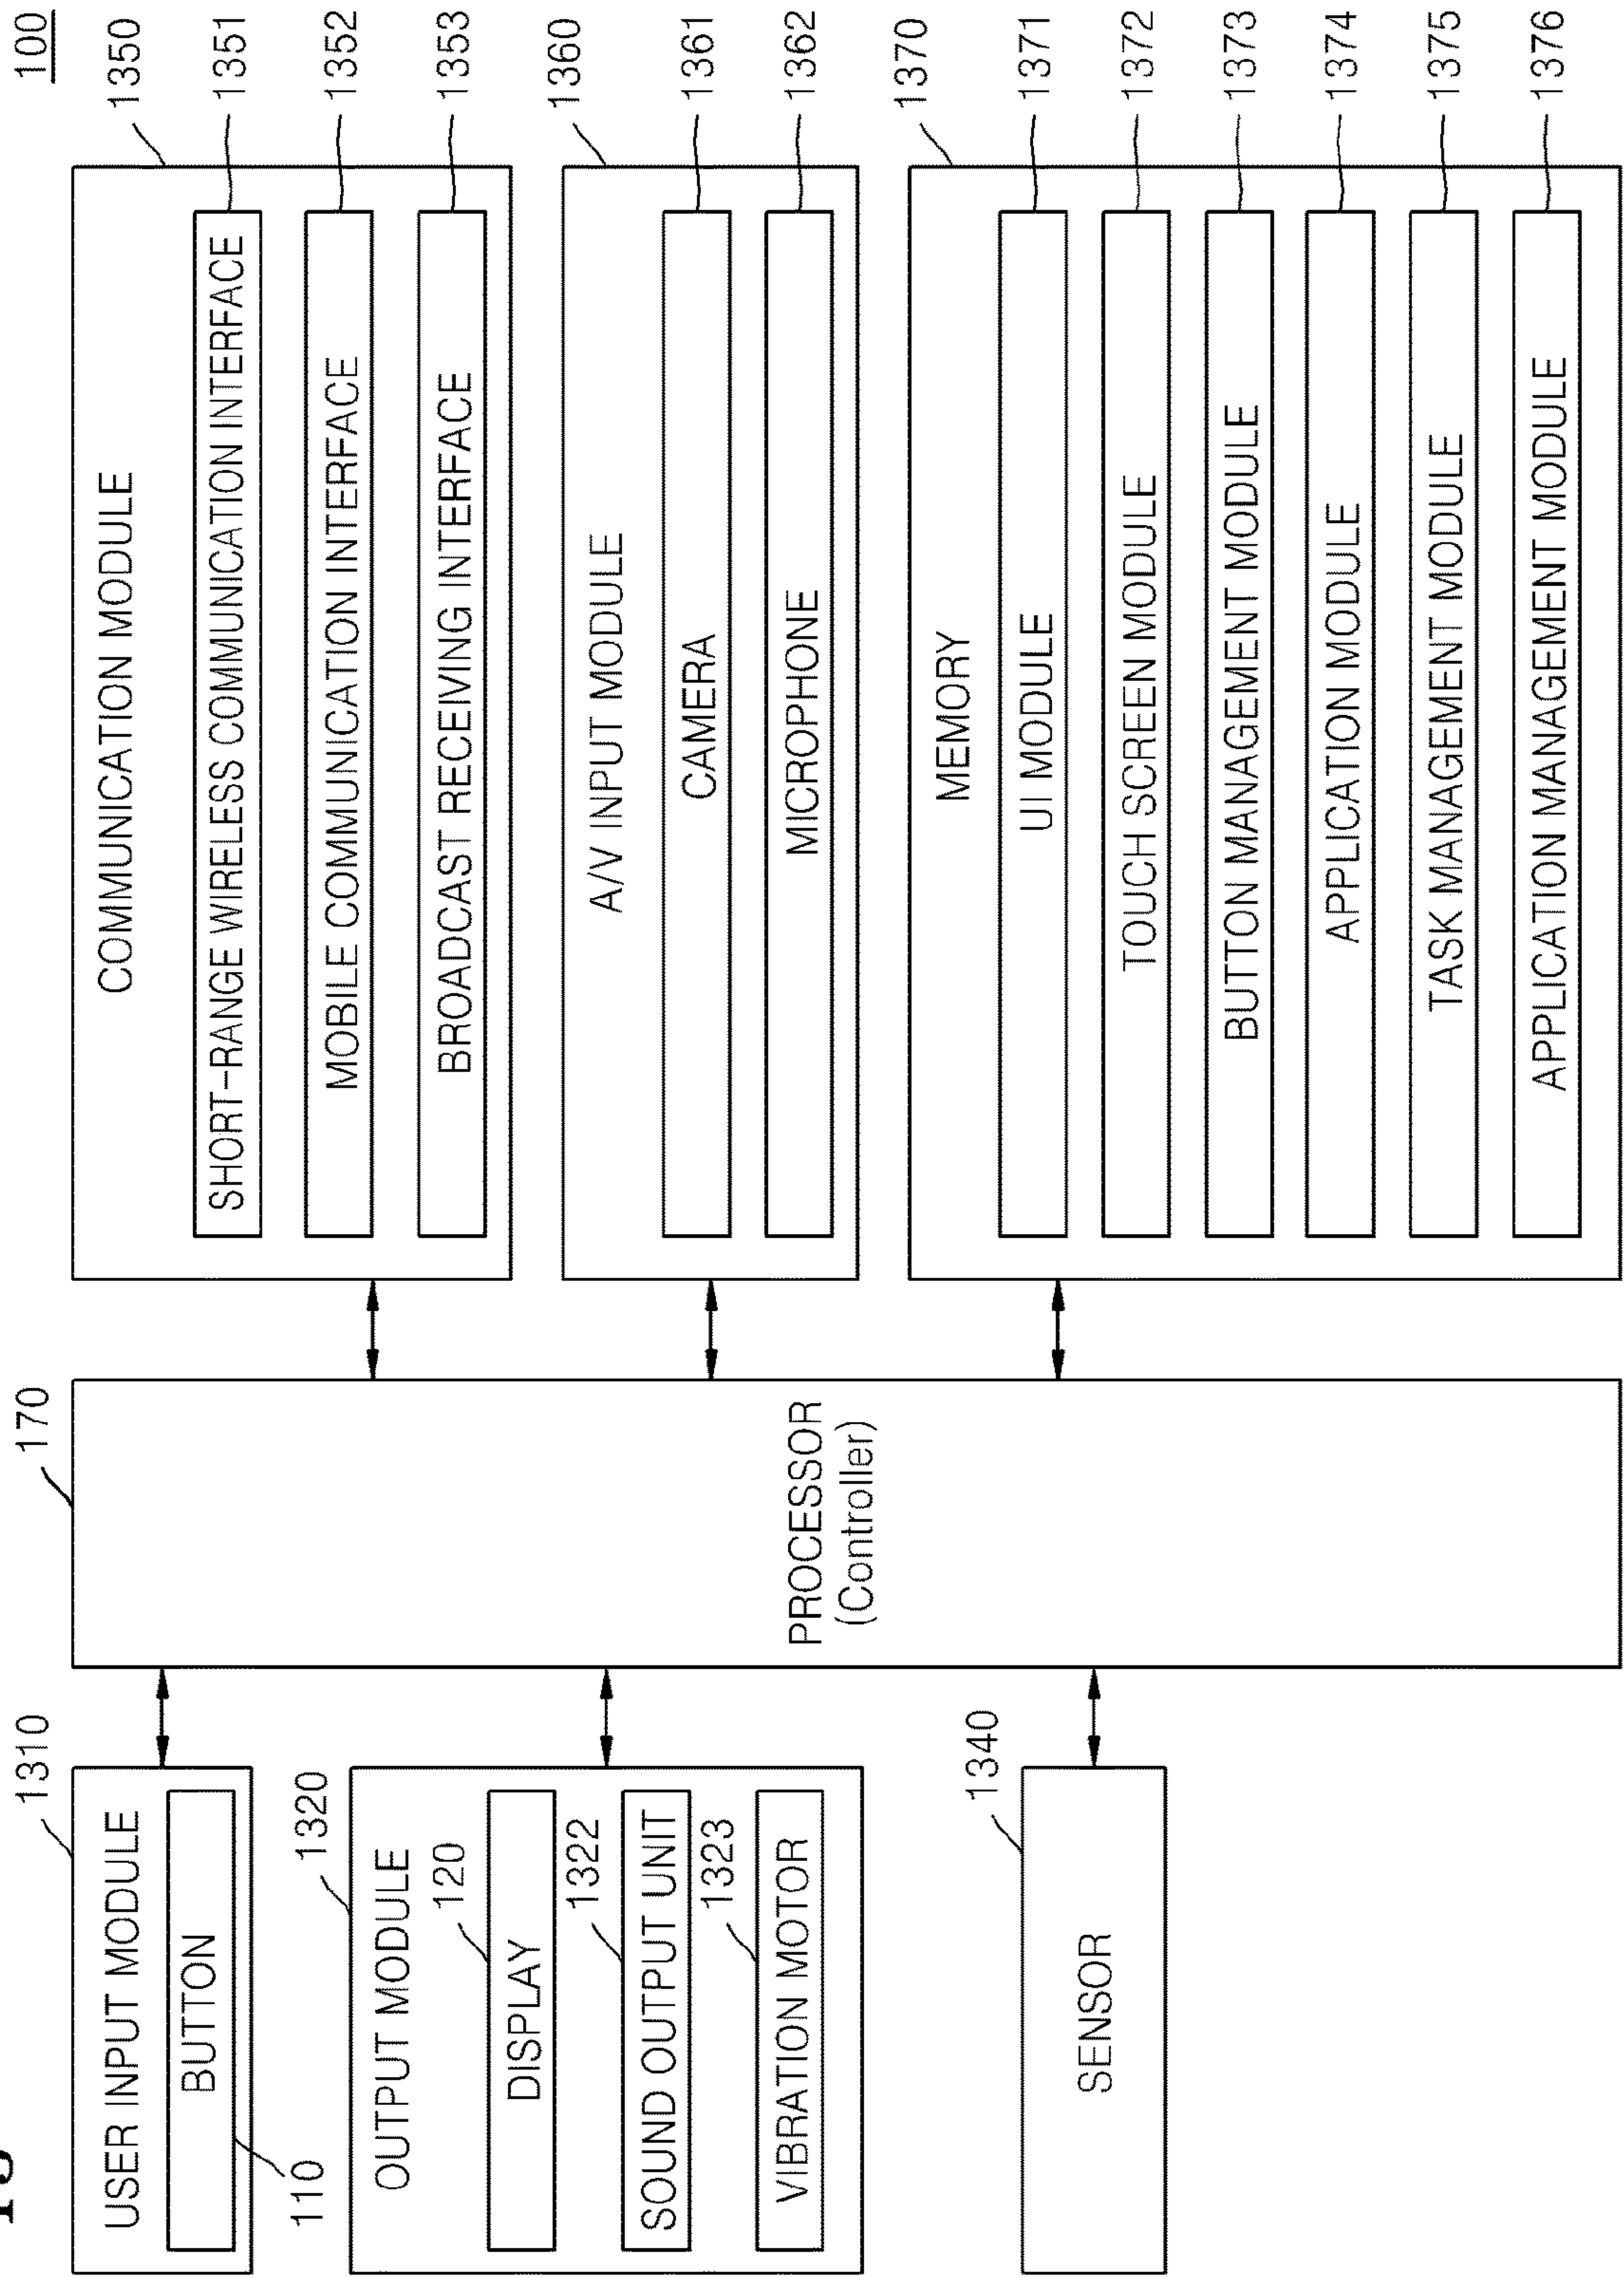 100
USER INPUT MODULE
1310
BUTTON
110
OUTPUT MODULE
1320
DISPLAY
120
SOUND OUTPUT UNIT
1322
VIBRATION MOTOR
1323
SENSOR
1340
170
PROCESSOR
(Controller)
COMMUNICATION MODULE
1350
SHORT-RANGE WIRELESS COMMUNICATION INTERFACE
1351
MOBILE COMMUNICATION INTERFACE
1352
BROADCAST RECEIVING INTERFACE
1353
A/V INPUT MODULE
1360
CAMERA
1361
MICROPHONE
1362
MEMORY
1370
UI MODULE
1371
TOUCH SCREEN MODULE
1372
BUTTON MANAGEMENT MODULE
1373
APPLICATION MODULE
1374
TASK MANAGEMENT MODULE
1375
APPLICATION MANAGEMENT MODULE
1376